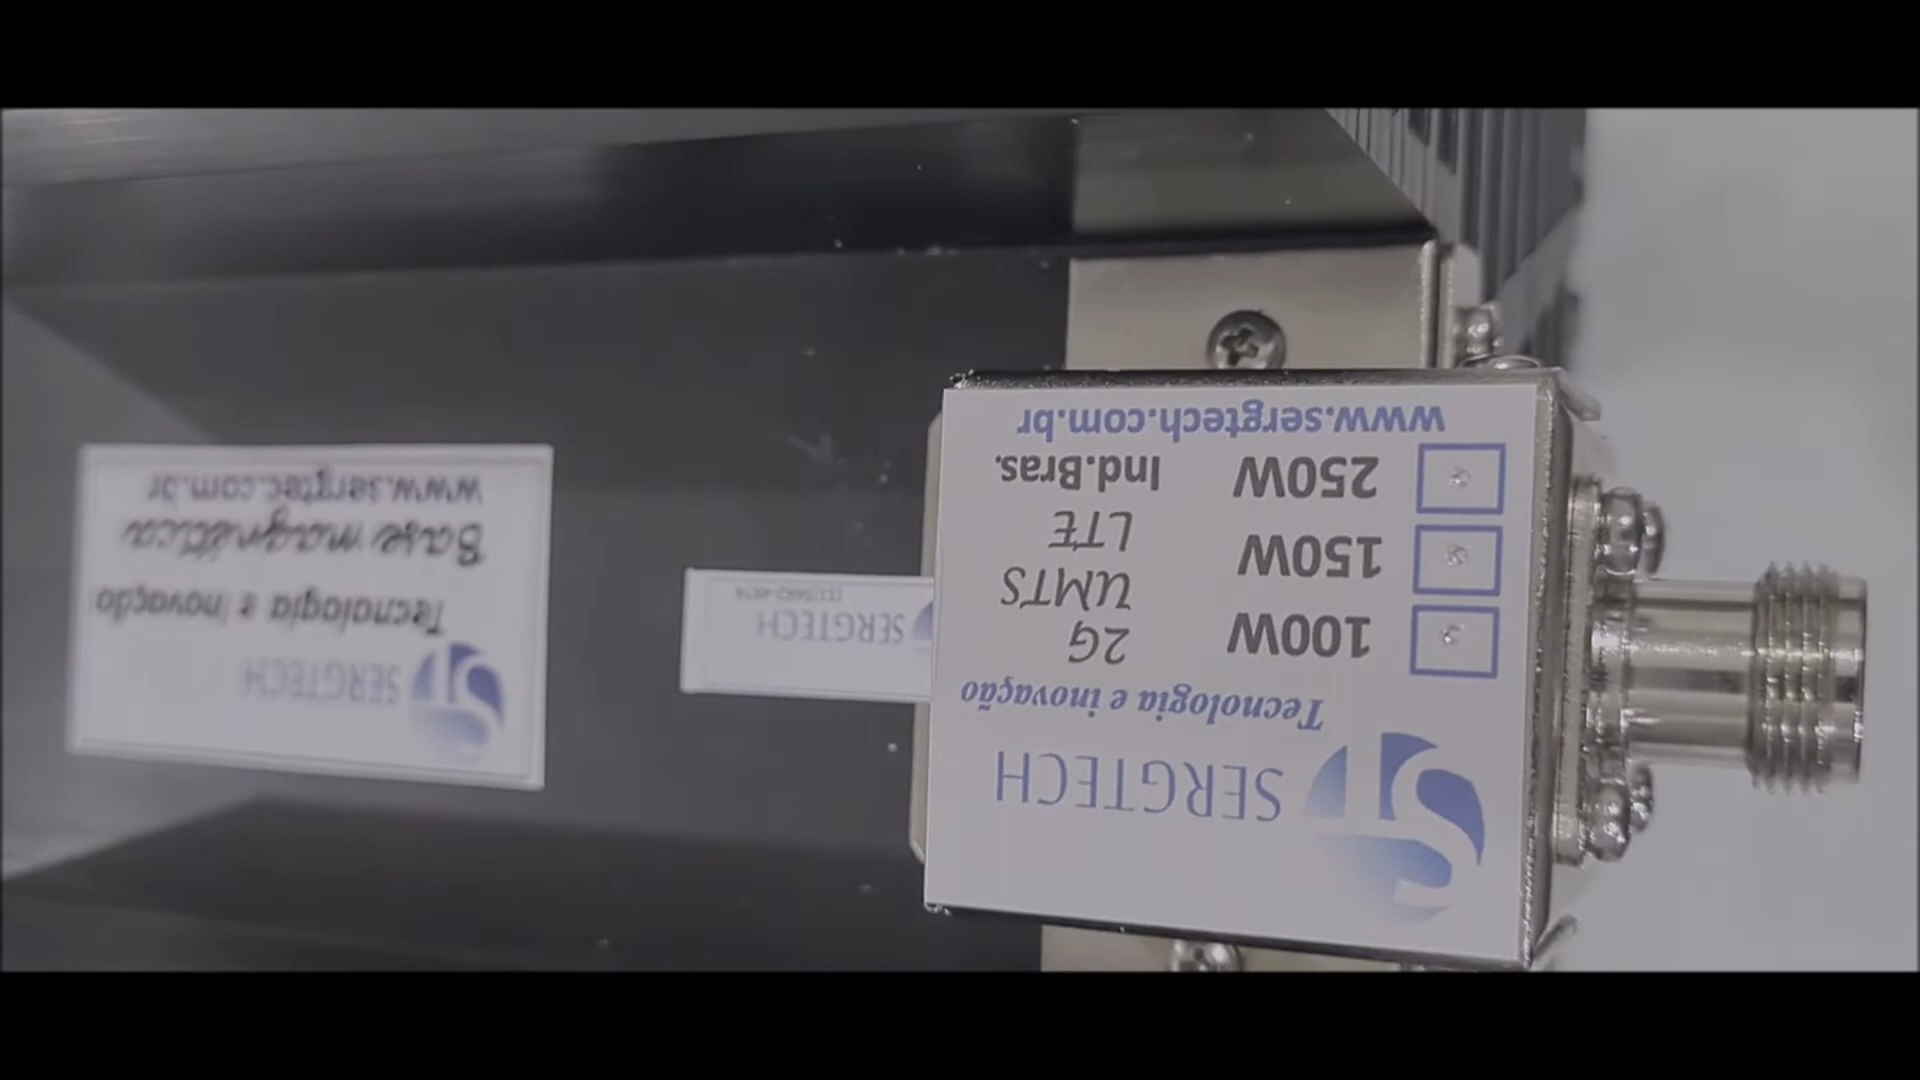 SERGTECH
Tecnologia e inovação
100W
2G
150W
UMTS
LTE
250W
Ind.Bras.
www.sergtech.com.br
SERGTECH
SERGTECH
Tecnologia e inovação
Base magnética
www.sergtec.com.br